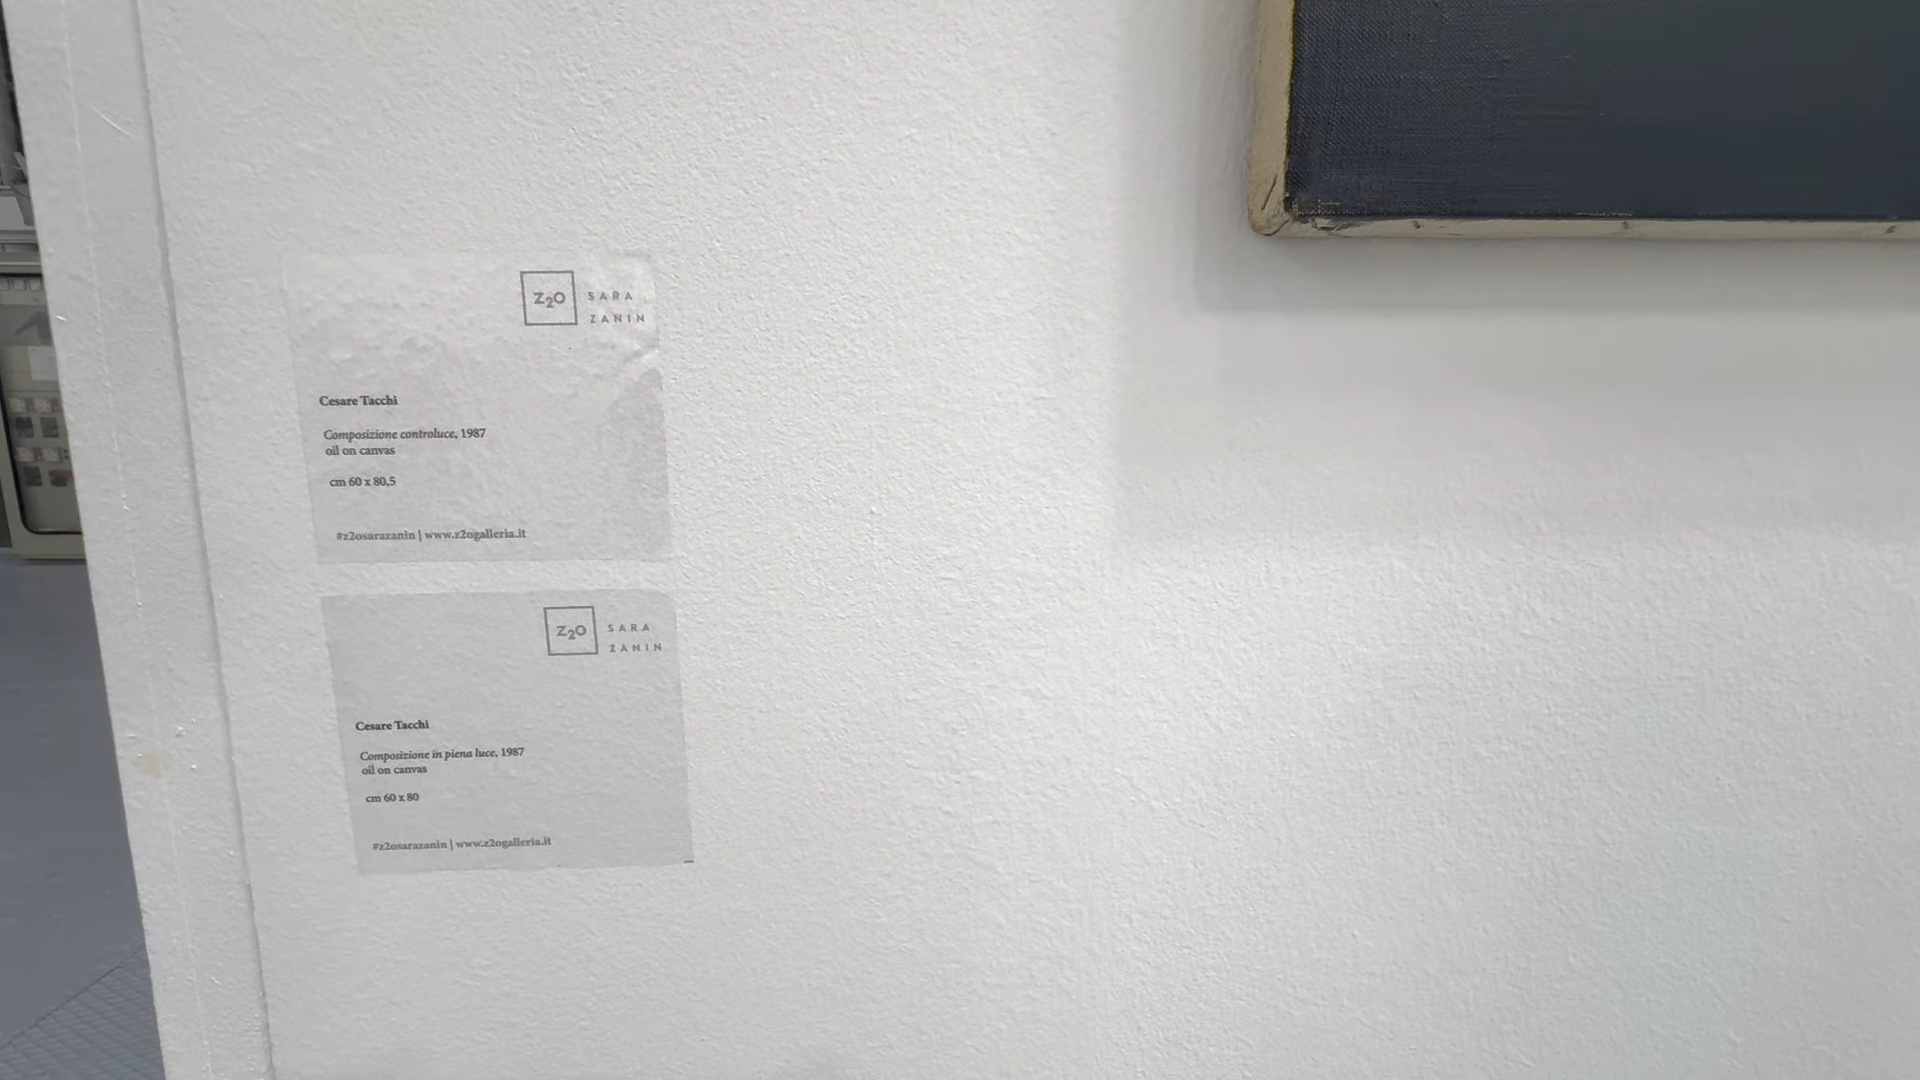 Z2O
SARA
ZANIN
Cesare Tacchi
Composizione controluce, 1987
oil on canvas
cm 60 x 80,5
#z2osarazanin | www.z2ogalleria.it
Z2O
SARA
ZANIN
Cesare Tacchi
Composizione in piena luce, 1987
oil on canvas
cm 60 x 80
#z2osarazanin | www.z2ogalleria.it